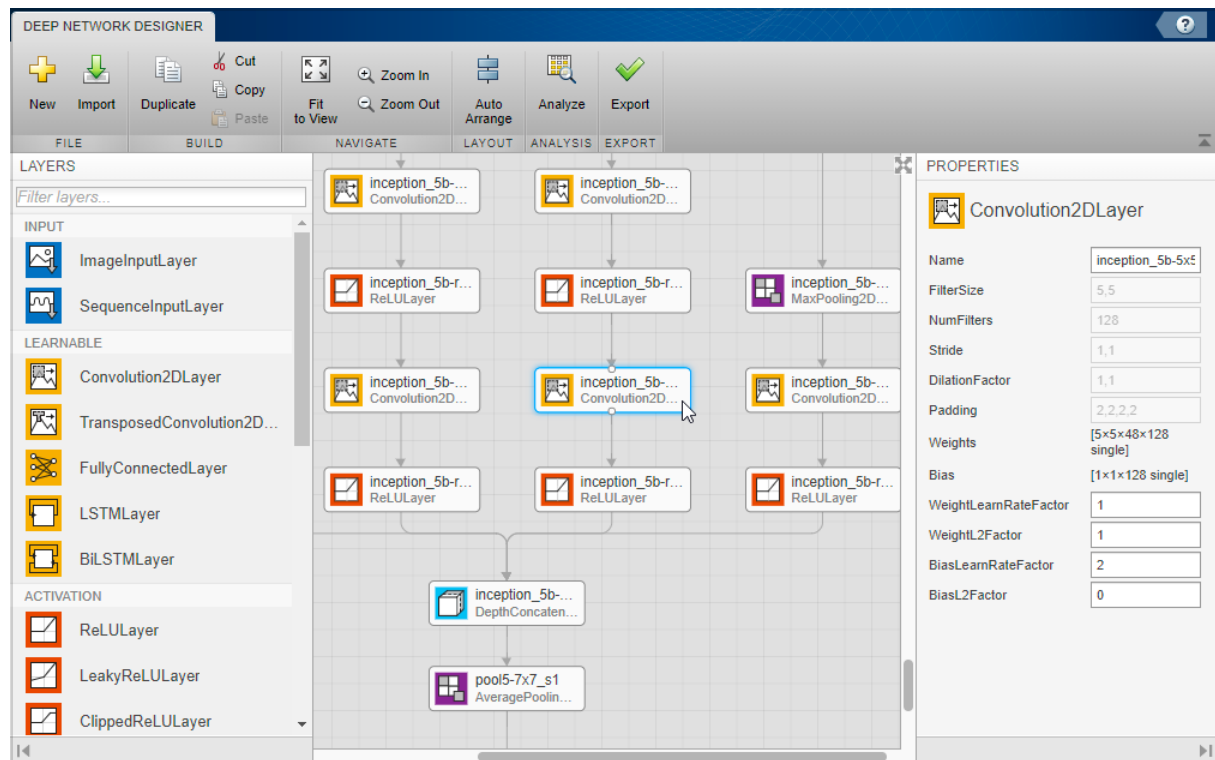 DEEP NETWORK DESIGNER
?
New
Import
Duplicate
Cut
Copy
Paste
Fit
to View
Zoom In
Zoom Out
Auto
Arrange
Analyze
Export
FILE
BUILD
NAVIGATE
LAYOUT
ANALYSIS
EXPORT
LAYERS
Filter layers...
INPUT
ImageInputLayer
SequenceInputLayer
LEARNABLE
Convolution2DLayer
TransposedConvolution2D...
FullyConnectedLayer
LSTMLayer
BiLSTMLayer
ACTIVATION
ReLULayer
LeakyReLULayer
ClippedReLULayer
inception_5b-...
Convolution2D...
inception_5b-...
Convolution2D...
inception_5b-r...
ReLULayer
inception_5b-r...
ReLULayer
inception_5b-...
MaxPooling2D...
inception_5b-...
Convolution2D...
inception_5b-...
Convolution2D...
inception_5b-...
Convolution2D...
inception_5b-r...
ReLULayer
inception_5b-r...
ReLULayer
inception_5b-r...
ReLULayer
inception_5b-...
DepthConcaten...
pool5-7x7_s1
AveragePoolin...
PROPERTIES
Convolution2DLayer
Name inception_5b-5x5
FilterSize 5,5
NumFilters 128
Stride 1,1
DilationFactor 1,1
Padding 2,2,2,2
Weights [5×5×48×128
single]
Bias [1×1×128 single]
WeightLearnRateFactor 1
WeightL2Factor 1
BiasLearnRateFactor 2
BiasL2Factor 0